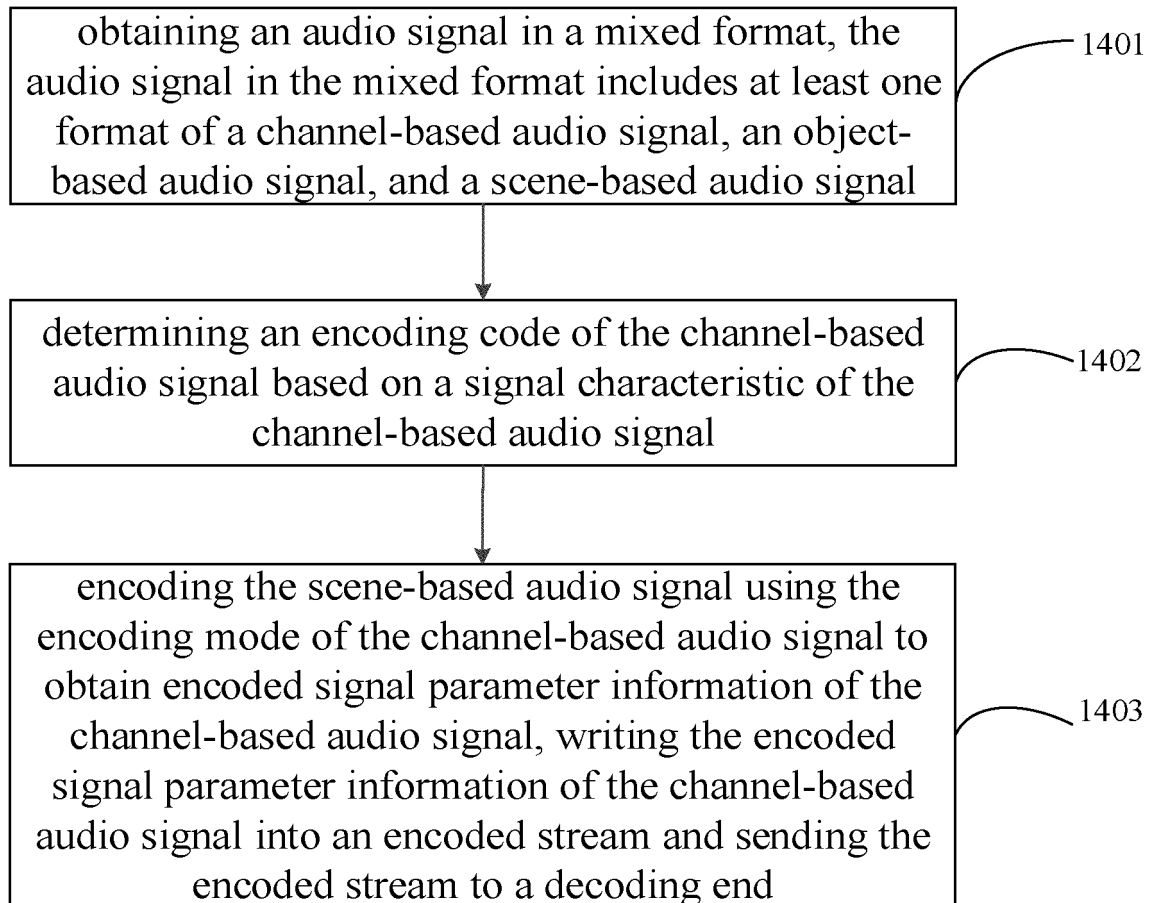 obtaining an audio signal in a mixed format, the
audio signal in the mixed format includes at least one
format of a channel-based audio signal, an object-
based audio signal, and a scene-based audio signal
1401
determining an encoding code of the channel-based
audio signal based on a signal characteristic of the
channel-based audio signal
1402
encoding the scene-based audio signal using the
encoding mode of the channel-based audio signal to
obtain encoded signal parameter information of the
channel-based audio signal, writing the encoded
signal parameter information of the channel-based
audio signal into an encoded stream and sending the
encoded stream to a decoding end
1403